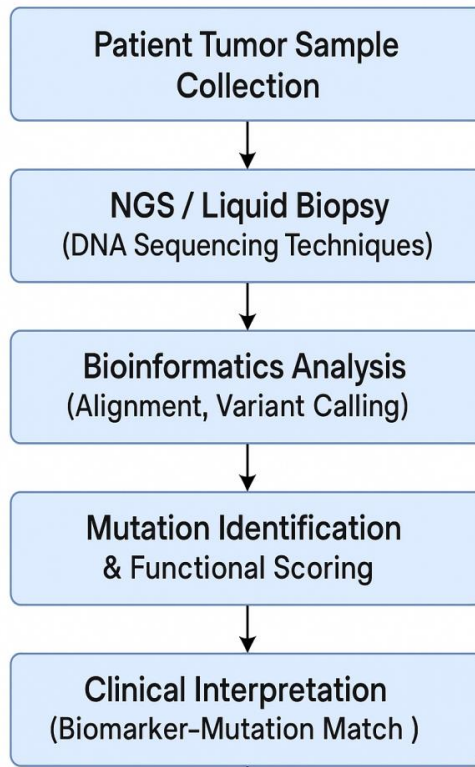 Patient Tumor Sample
Collection
NGS / Liquid Biopsy
(DNA Sequencing Techniques)
Bioinformatics Analysis
(Alignment, Variant Calling)
Mutation Identification
& Functional Scoring
Clinical Interpretation
(Biomarker–Mutation Match )